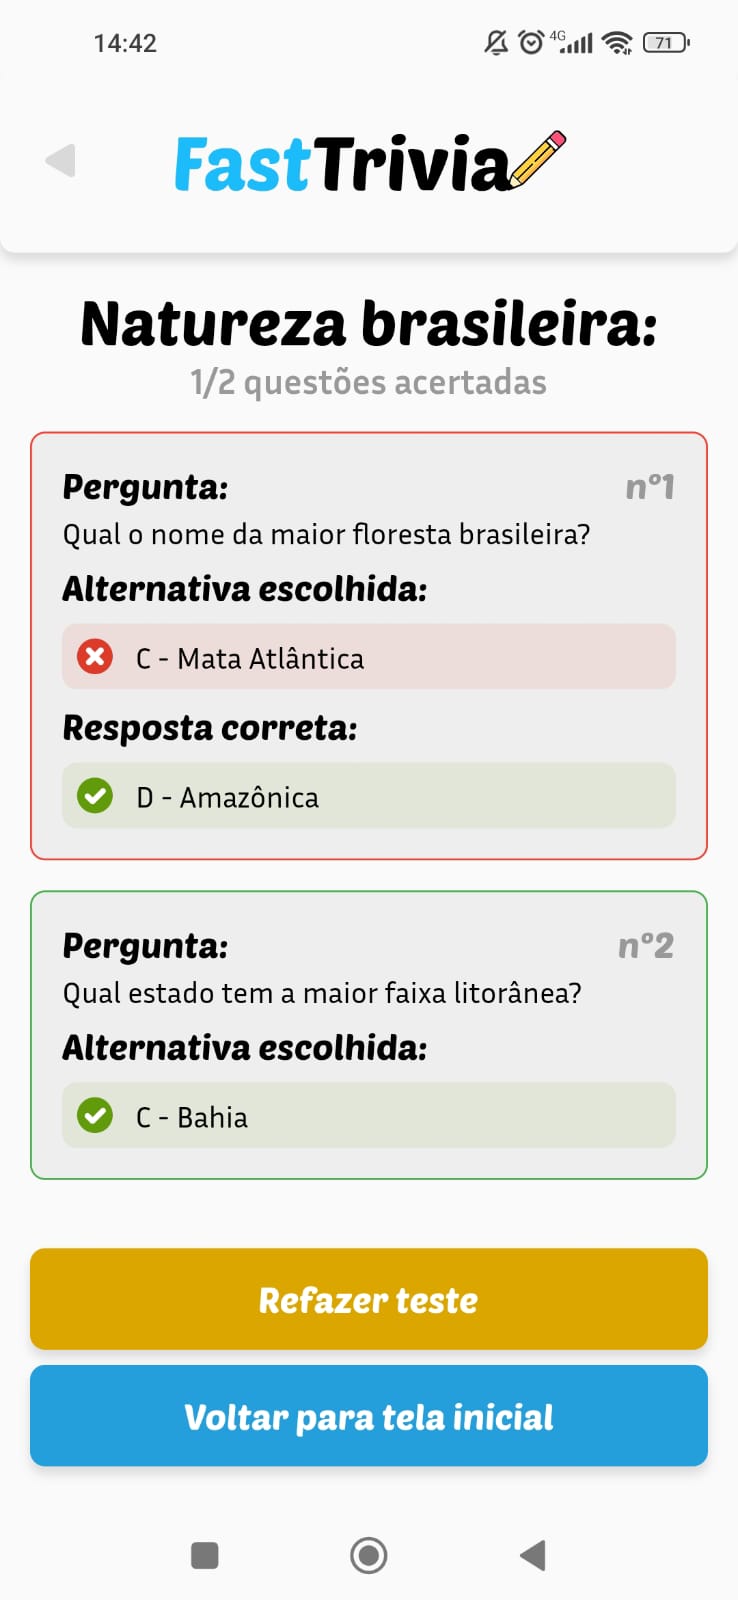 14:42
4G
71
FastTrivia
Natureza brasileira:
1/2 questões acertadas
Pergunta:
nº1
Qual o nome da maior floresta brasileira?
Alternativa escolhida:
C - Mata Atlântica
Resposta correta:
D - Amazônica
Pergunta:
nº2
Qual estado tem a maior faixa litorânea?
Alternativa escolhida:
C - Bahia
Refazer teste
Voltar para tela inicial